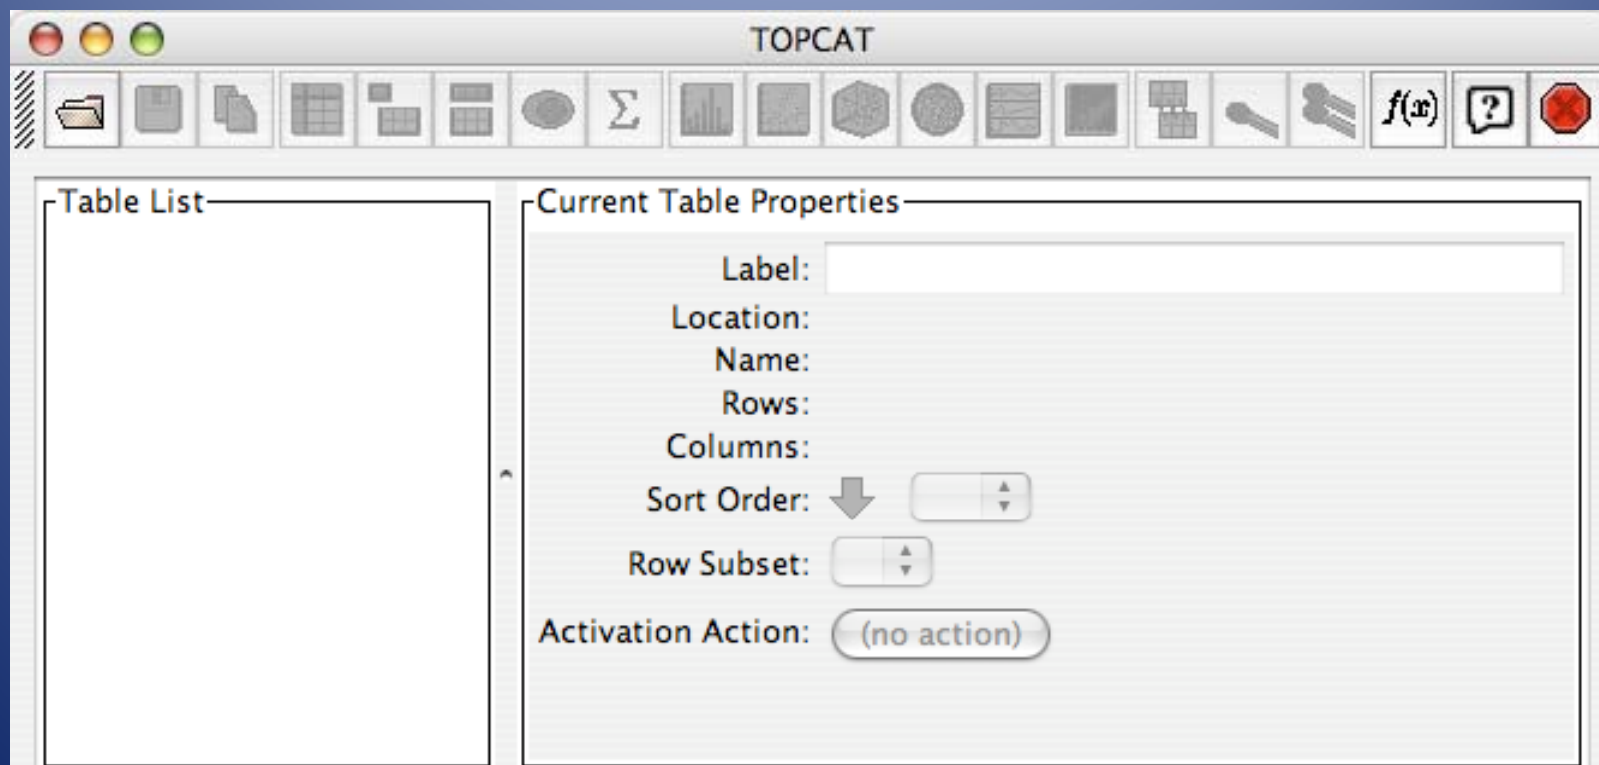 TOPCAT
Σ f(x) ?
Table List
Current Table Properties
Label:
Location:
Name:
Rows:
Columns:
Sort Order:
Row Subset:
Activation Action: (no action)